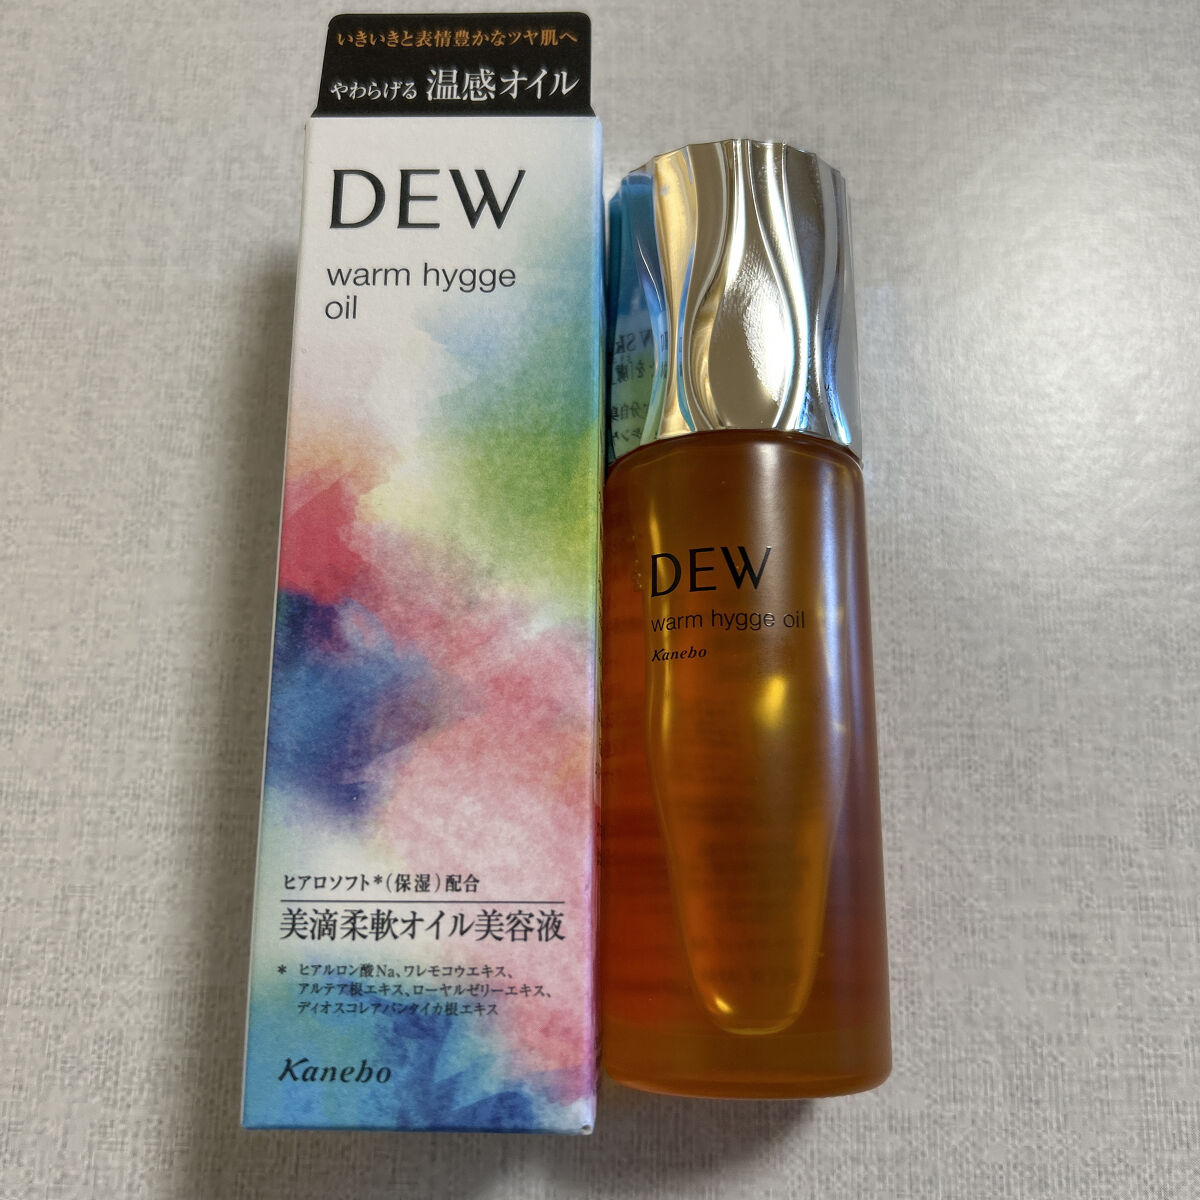 いきいきと表情豊かなツヤ肌へ
やわらげる 温感オイル
DEW
warm hygge
oil
ヒアロソフト*(保湿)配合
美滴柔軟オイル美容液
* ヒアルロン酸Na、ワレモコウエキス、
アルテア根エキス、ローヤルゼリーエキス、
ディオスコレアバンタイカ根エキス
Kanebo
DEW
warm hygge oil
Kanebo